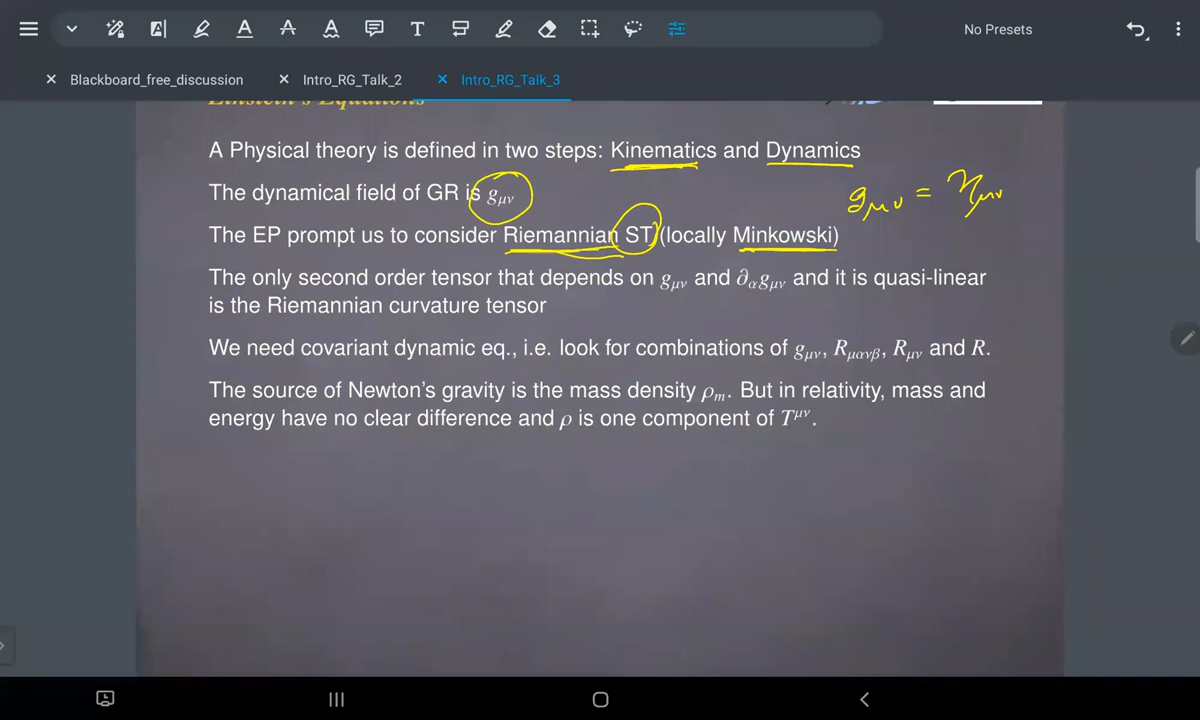 No Presets
Blackboard_free_discussion
Intro_RG_Talk_2
Intro_RG_Talk_3
Einstein's Equations
A Physical theory is defined in two steps: Kinematics and Dynamics
The dynamical field of GR is gμν
gμν = ημν
The EP prompt us to consider Riemannian ST (locally Minkowski)
The only second order tensor that depends on gμν and ∂αgμν and it is quasi-linear
is the Riemannian curvature tensor
We need covariant dynamic eq., i.e. look for combinations of gμν, Rμανβ, Rμν and R.
The source of Newton's gravity is the mass density ρm. But in relativity, mass and
energy have no clear difference and ρ is one component of Tμν.